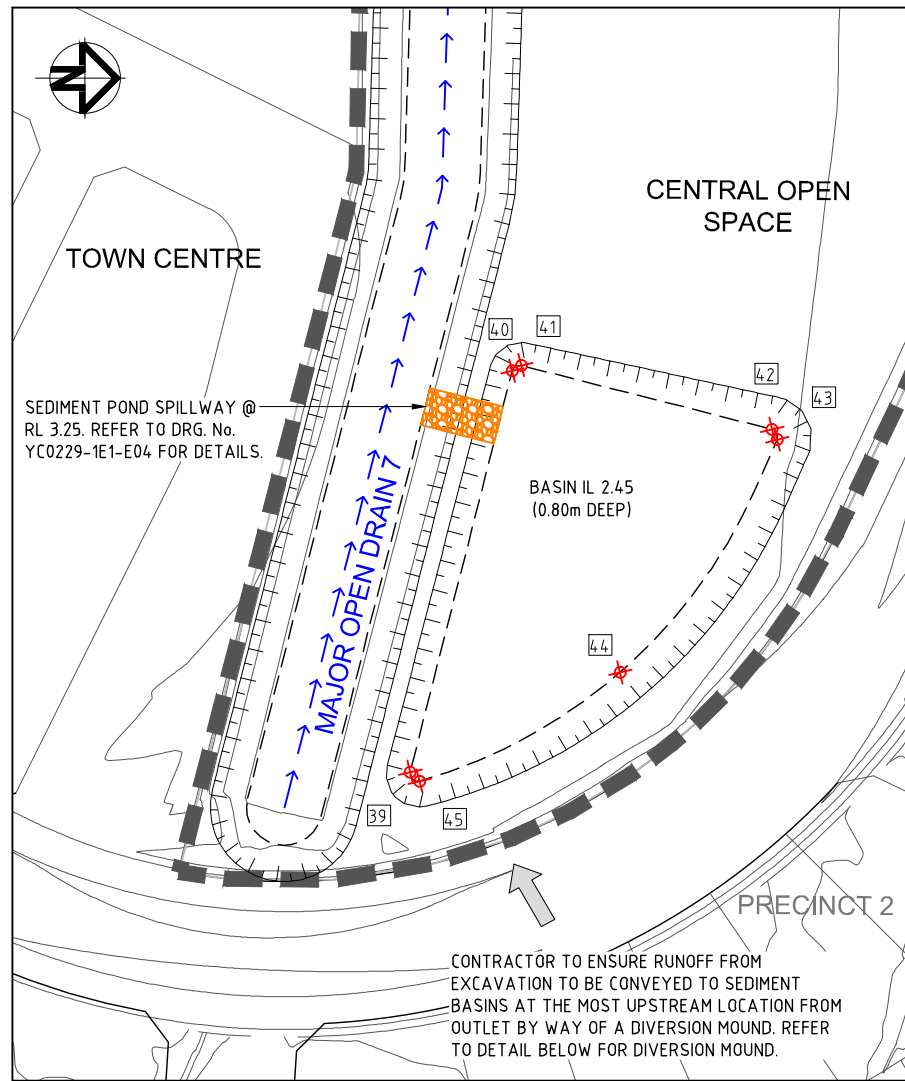 N
CENTRAL OPEN
SPACE
TOWN CENTRE
40
41
42
43
SEDIMENT POND SPILLWAY @
RL 3.25. REFER TO DRG. No.
YC0229-1E1-E04 FOR DETAILS.
BASIN IL 2.45
(0.80m DEEP)
MAJOR OPEN DRAIN 7
44
39
45
PRECINCT 2
CONTRACTOR TO ENSURE RUNOFF FROM
EXCAVATION TO BE CONVEYED TO SEDIMENT
BASINS AT THE MOST UPSTREAM LOCATION FROM
OUTLET BY WAY OF A DIVERSION MOUND. REFER
TO DETAIL BELOW FOR DIVERSION MOUND.